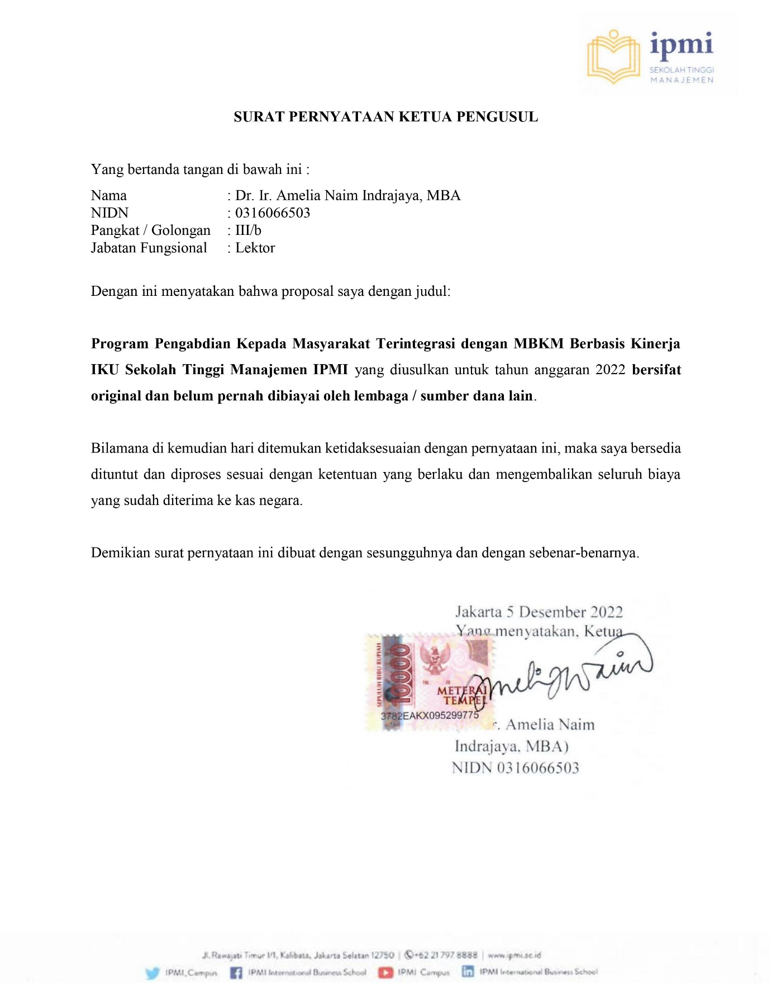 ipmi
SEKOLAH TINGGI
MANAJEMEN
SURAT PERNYATAAN KETUA PENGUSUL
Yang bertanda tangan di bawah ini :
Nama : Dr. Ir. Amelia Naim Indrajaya, MBA
NIDN : 0316066503
Pangkat / Golongan : III/b
Jabatan Fungsional : Lektor
Dengan ini menyatakan bahwa proposal saya dengan judul:
Program Pengabdian Kepada Masyarakat Terintegrasi dengan MBKM Berbasis Kinerja
IKU Sekolah Tinggi Manajemen IPMI yang diusulkan untuk tahun anggaran 2022 bersifat
original dan belum pernah dibiayai oleh lembaga / sumber dana lain.
Bilamana di kemudian hari ditemukan ketidaksesuaian dengan pernyataan ini, maka saya bersedia
dituntut dan diproses sesuai dengan ketentuan yang berlaku dan mengembalikan seluruh biaya
yang sudah diterima ke kas negara.
Demikian surat pernyataan ini dibuat dengan sesungguhnya dan dengan sebenar-benarnya.
Jakarta 5 Desember 2022
Yang menyatakan, Ketua
SEPULUH RIBU RUPIAH
10000
TGL. 20
METERAI
TEMPEL
3782EAKX095299775
r. Amelia Naim
Indrajaya, MBA)
NIDN 0316066503
Jl. Rawajati Timur I/1, Kalibata, Jakarta Selatan 12750 | +62 21 797 8888 | www.ipmi.ac.id
IPMI_Campus IPMI International Business School IPMI Campus IPMI International Business School